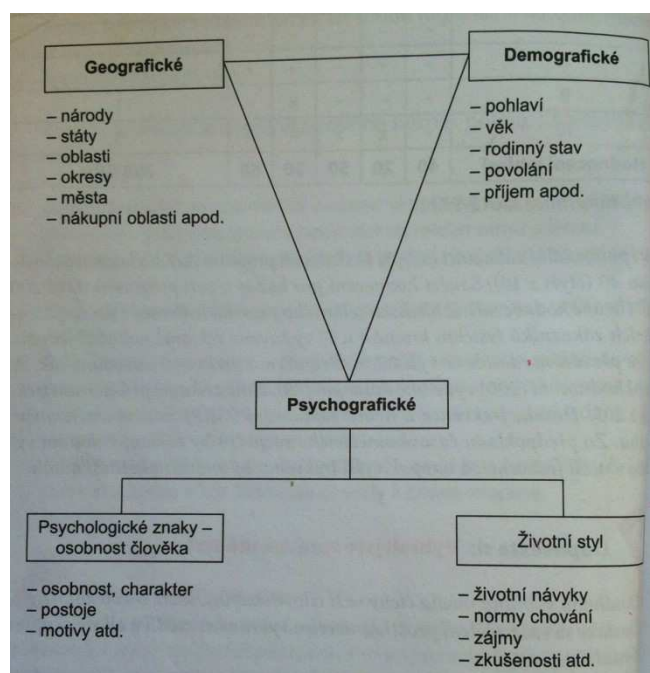 Geografické
– národy
– státy
– oblasti
– okresy
– města
– nákupní oblasti apod.
Demografické
– pohlaví
– věk
– rodinný stav
– povolání
– příjem apod.
Psychografické
Psychologické znaky –
osobnost člověka
– osobnost, charakter
– postoje
– motivy atd.
Životní styl
– životní návyky
– normy chování
– zájmy
– zkušenosti atd.